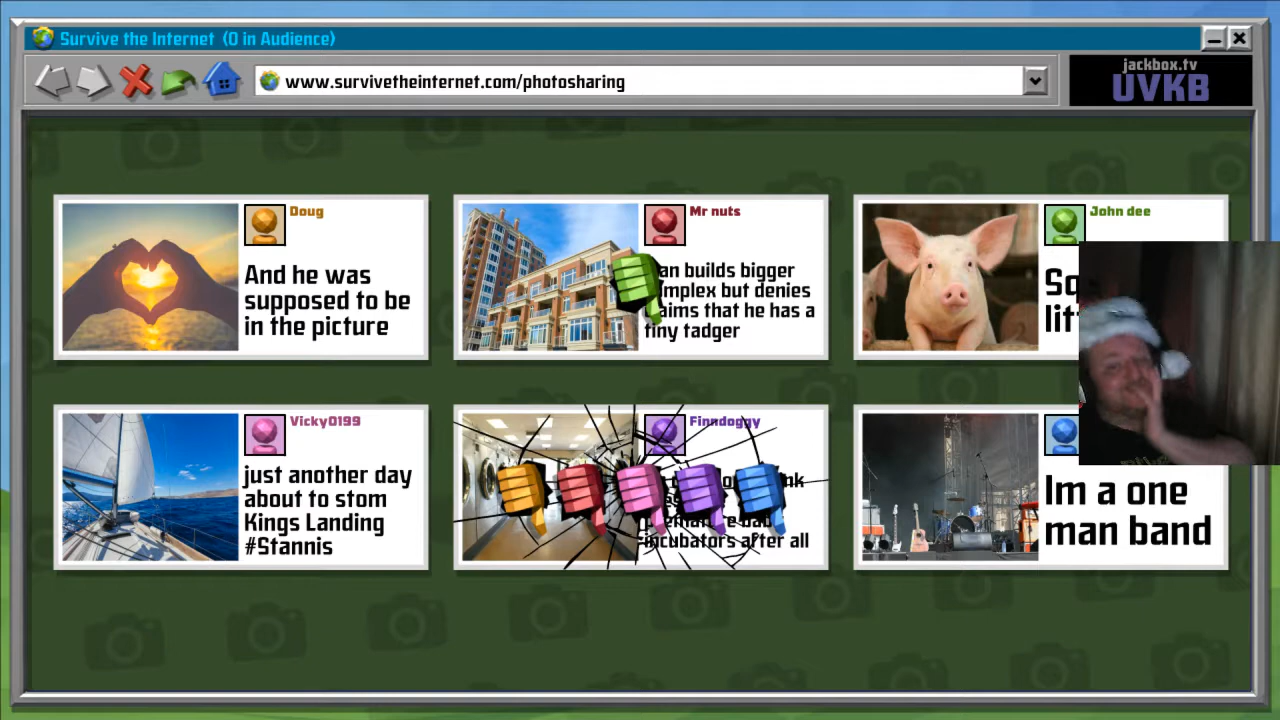 Survive the Internet (0 in Audience)
www.survivetheinternet.com/photosharing
jackbox.tv
UVKB
Doug
And he was
supposed to be
in the picture
Mr nuts
builds bigger
but denies
that he has a
tiny tadger
John dee
Vicky0199
just another day
about to stom
Kings Landing
#Stannis
Finndoggy
incubators after all
Im a one
man band